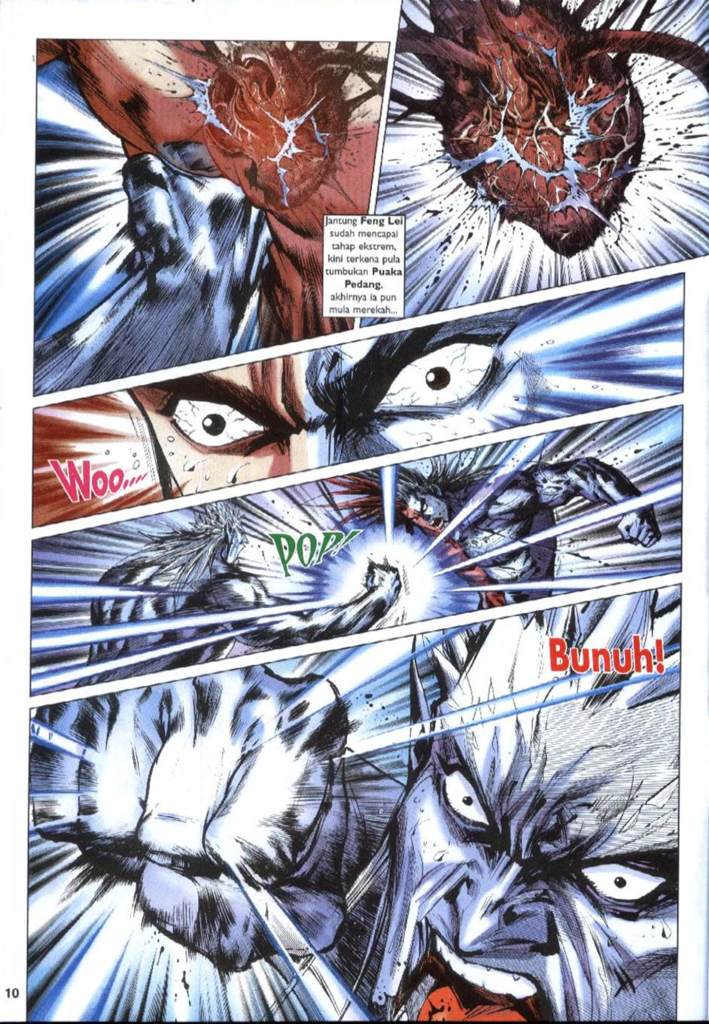 Jantung Feng Lei
sudah mencapai
tahap ekstrem,
kini terkena pula
tumbukan Puaka
Pedang,
akhirnya ia pun
mula merekah...
Woo....
POP!
Bunuh!
10